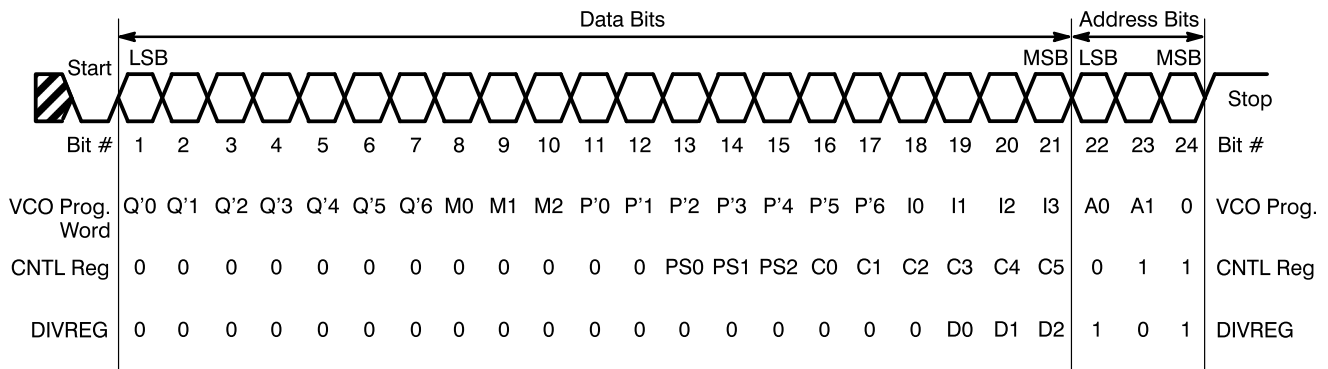 Data Bits Address Bits
Start LSB MSB LSB MSB Stop
Bit # 1 2 3 4 5 6 7 8 9 10 11 12 13 14 15 16 17 18 19 20 21 22 23 24 Bit #
VCO Prog. Word Q'0 Q'1 Q'2 Q'3 Q'4 Q'5 Q'6 M0 M1 M2 P'0 P'1 P'2 P'3 P'4 P'5 P'6 I0 I1 I2 I3 A0 A1 0 VCO Prog.
CNTL Reg 0 0 0 0 0 0 0 0 0 0 0 0 PS0 PS1 PS2 C0 C1 C2 C3 C4 C5 0 1 1 CNTL Reg
DIVREG 0 0 0 0 0 0 0 0 0 0 0 0 0 0 0 0 0 0 D0 D1 D2 1 0 1 DIVREG